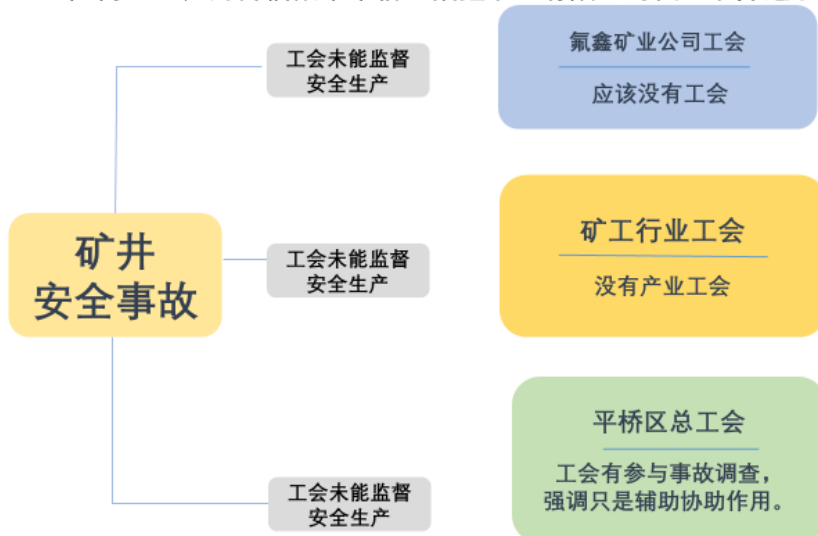 工会未能监督
安全生产
氟鑫矿业公司工会
应该没有工会
矿井
安全事故
工会未能监督
安全生产
矿工行业工会
没有产业工会
工会未能监督
安全生产
平桥区总工会
工会有参与事故调查，
强调只是辅助协助作用。